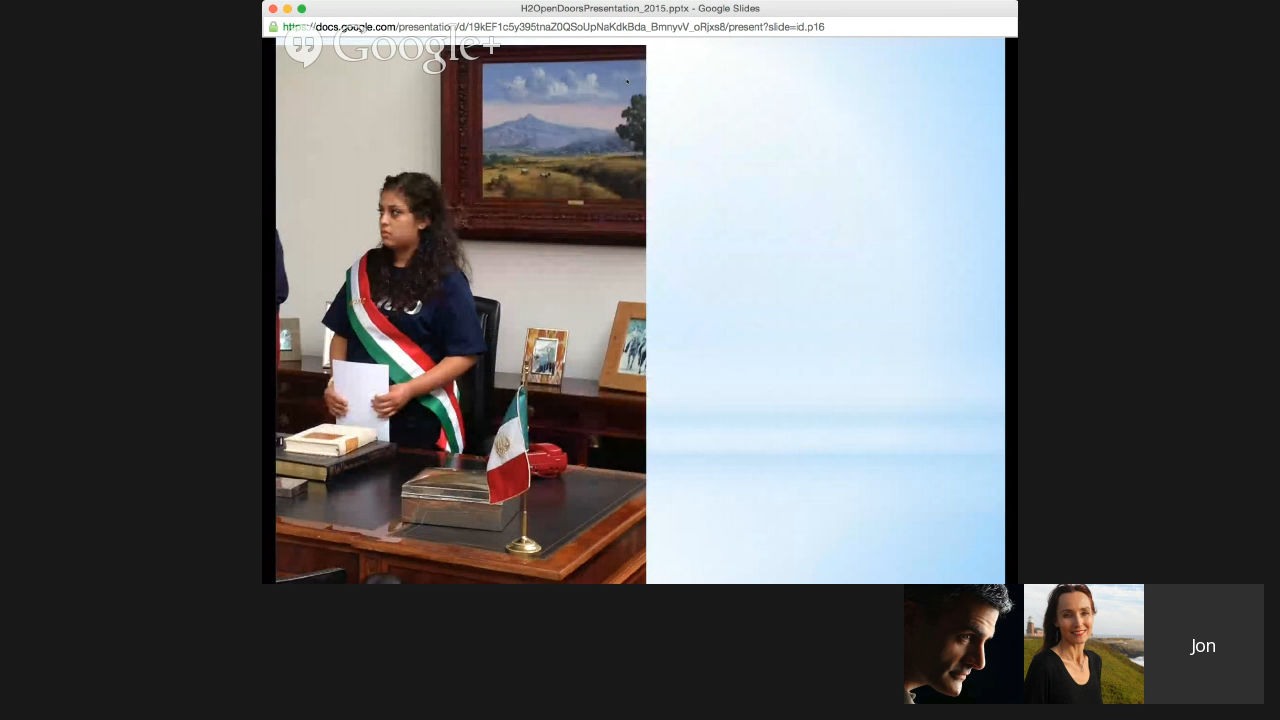 H2OpenDoorsPresentation_2015.pptx - Google Slides
https://docs.google.com/presentation/d/19kEF1c5y395tnaZ0QSoUpNaKdkBda_BmnyvV_oRjxs8/present?slide=id.p16
Google+
Jon